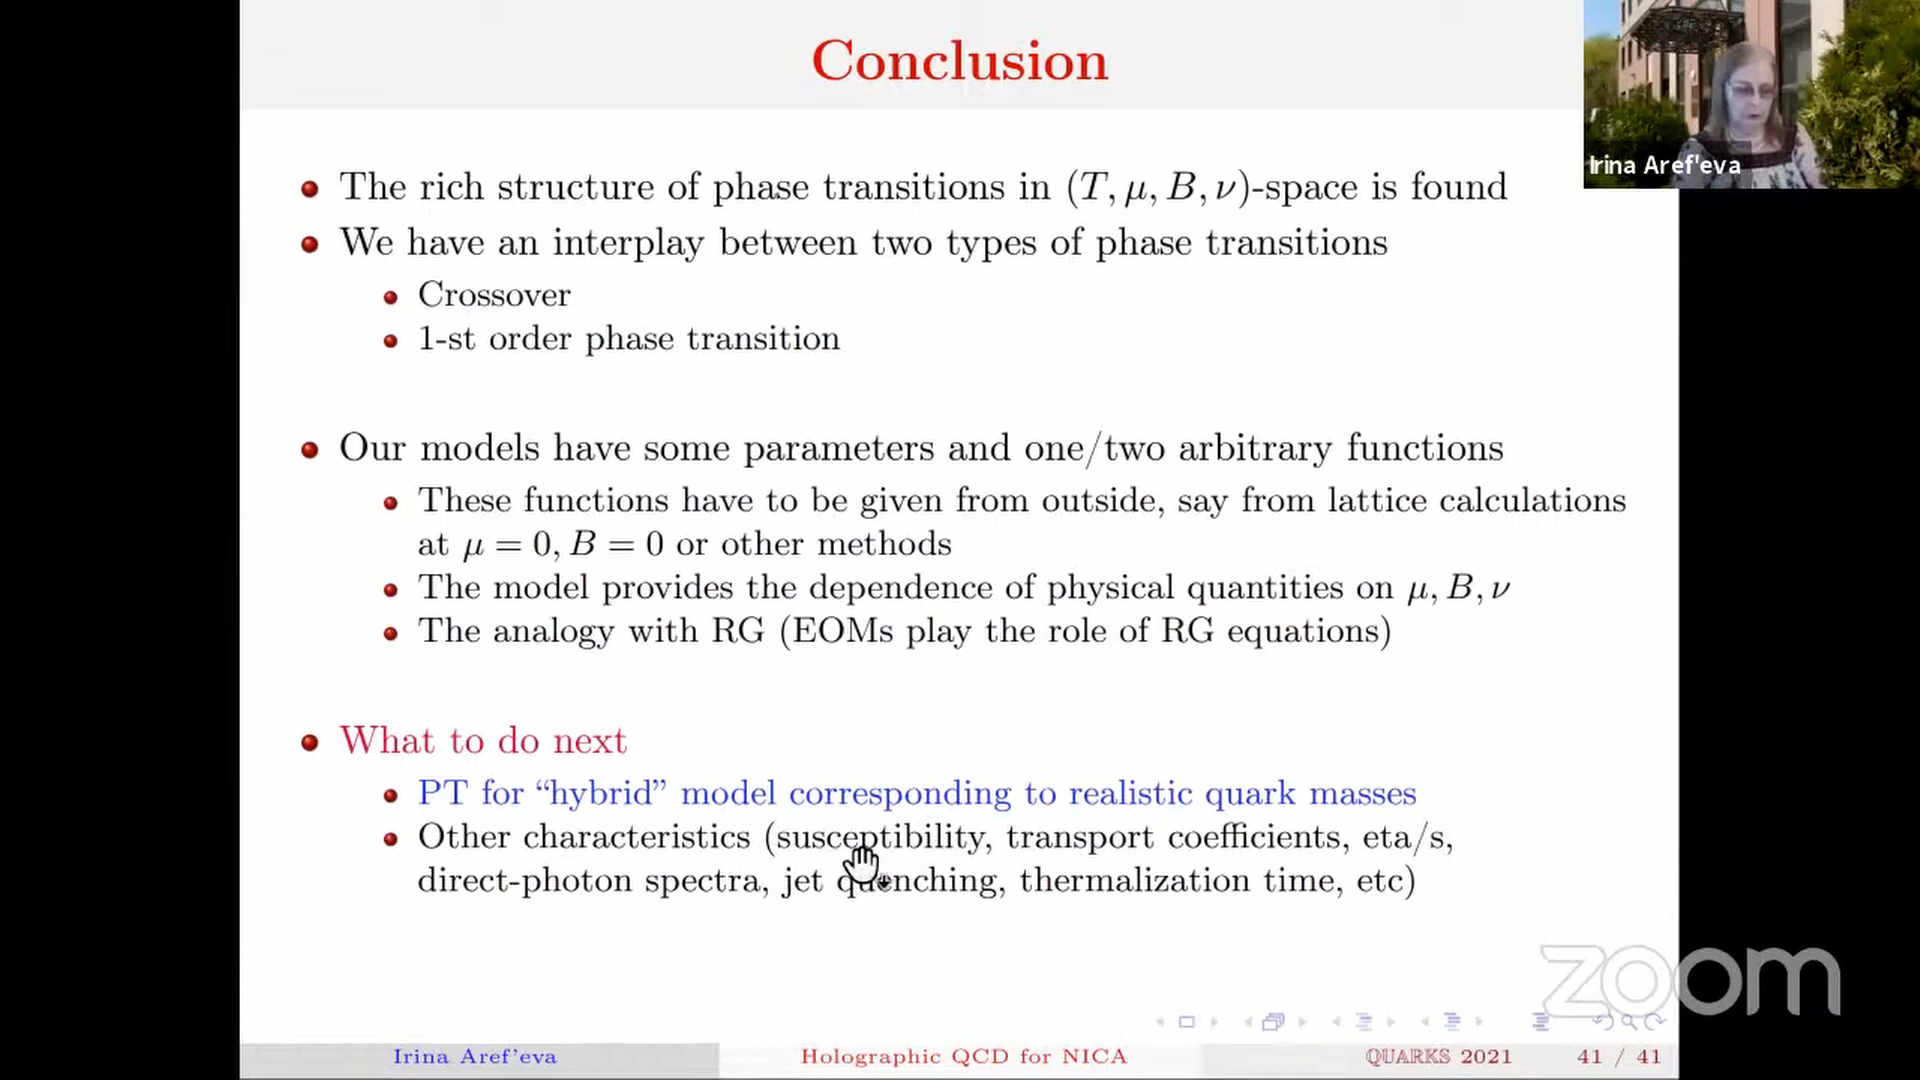 Conclusion
Irina Aref'eva
The rich structure of phase transitions in (T, μ, B, ν)-space is found
We have an interplay between two types of phase transitions
Crossover
1-st order phase transition
Our models have some parameters and one/two arbitrary functions
These functions have to be given from outside, say from lattice calculations
at μ = 0, B = 0 or other methods
The model provides the dependence of physical quantities on μ, B, ν
The analogy with RG (EOMs play the role of RG equations)
What to do next
PT for “hybrid” model corresponding to realistic quark masses
Other characteristics (susceptibility, transport coefficients, eta/s,
direct-photon spectra, jet quenching, thermalization time, etc)
zoom
Irina Aref’eva Holographic QCD for NICA QUARKS 2021 41 / 41